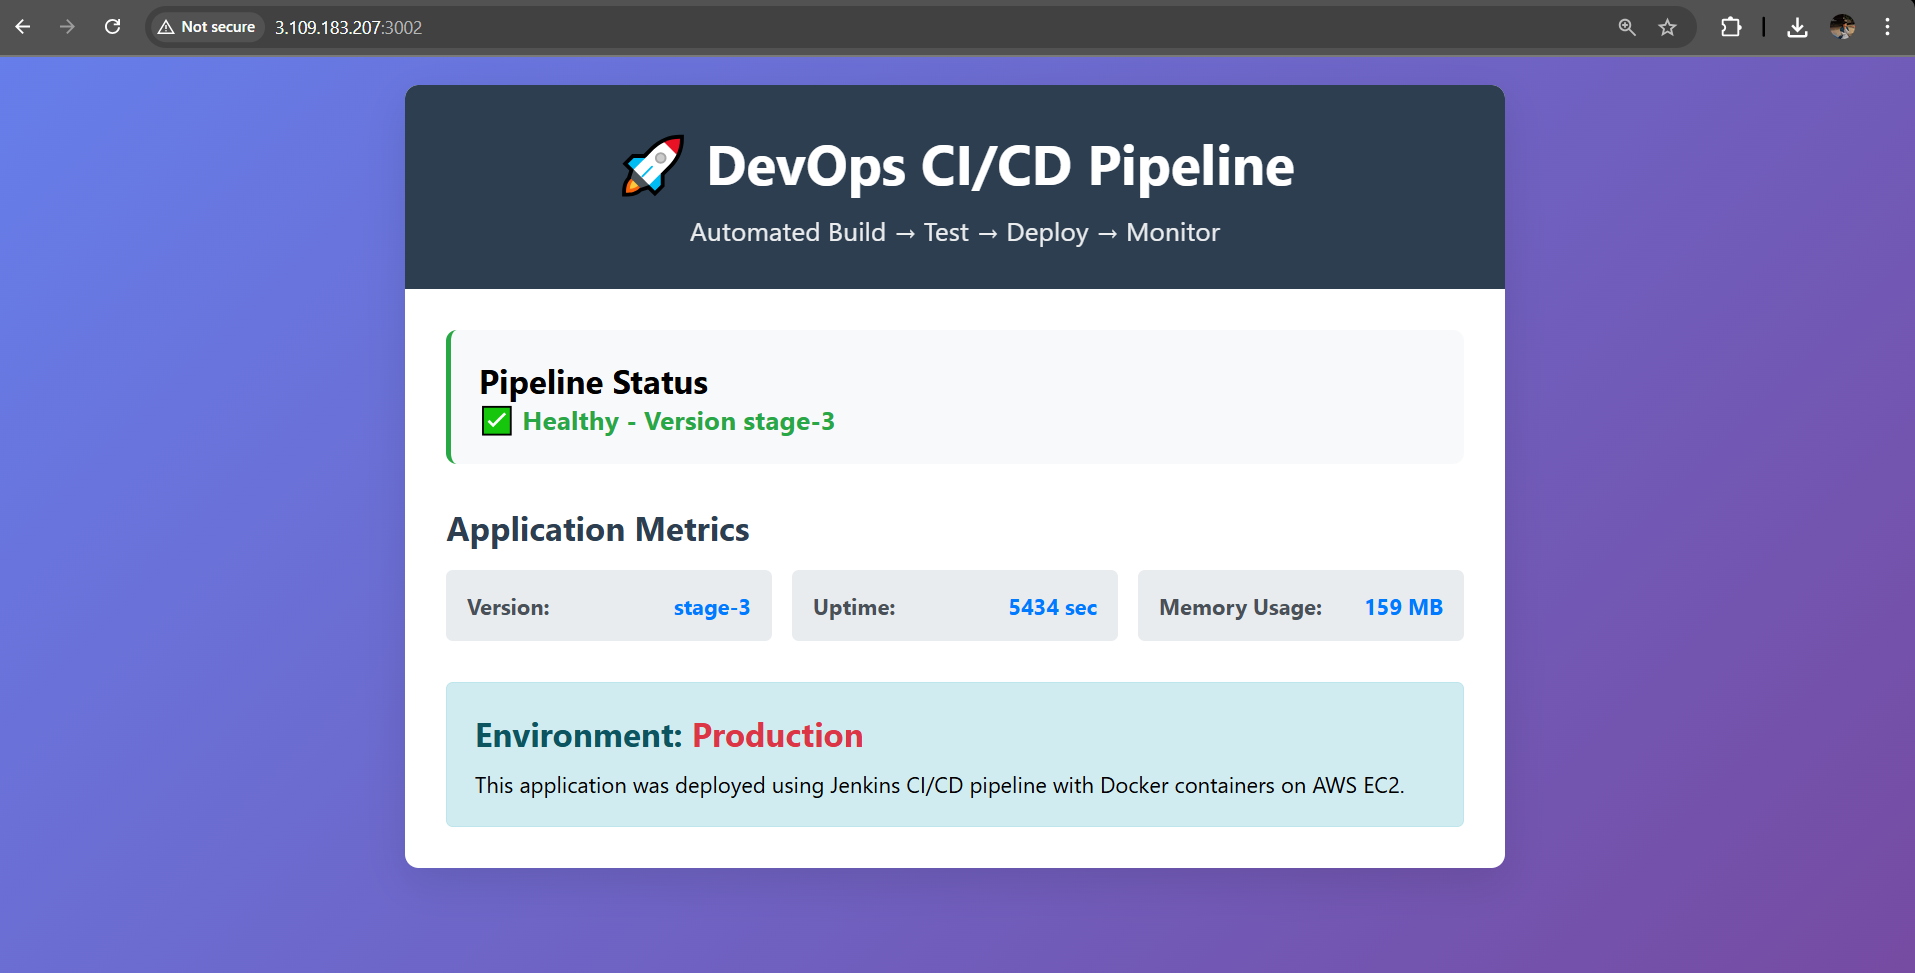 Not secure 3.109.183.207:3002
🚀 DevOps CI/CD Pipeline
Automated Build → Test → Deploy → Monitor
Pipeline Status
✅ Healthy - Version stage-3
Application Metrics
Version: stage-3
Uptime: 5434 sec
Memory Usage: 159 MB
Environment: Production
This application was deployed using Jenkins CI/CD pipeline with Docker containers on AWS EC2.